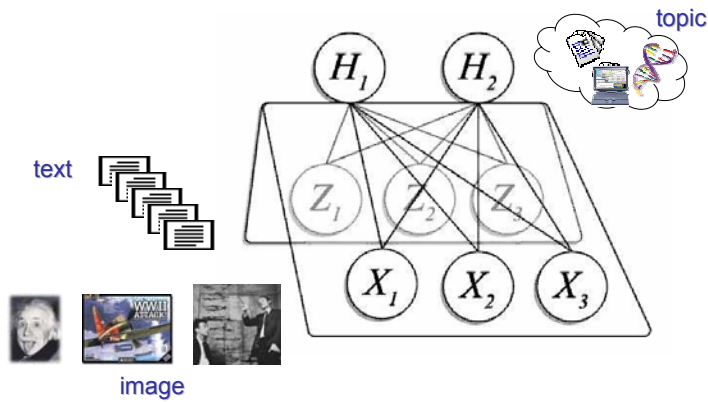 topic
H1 H2
text
Z1 Z2 Z3
X1 X2 X3
WWII
ATTACK!
image